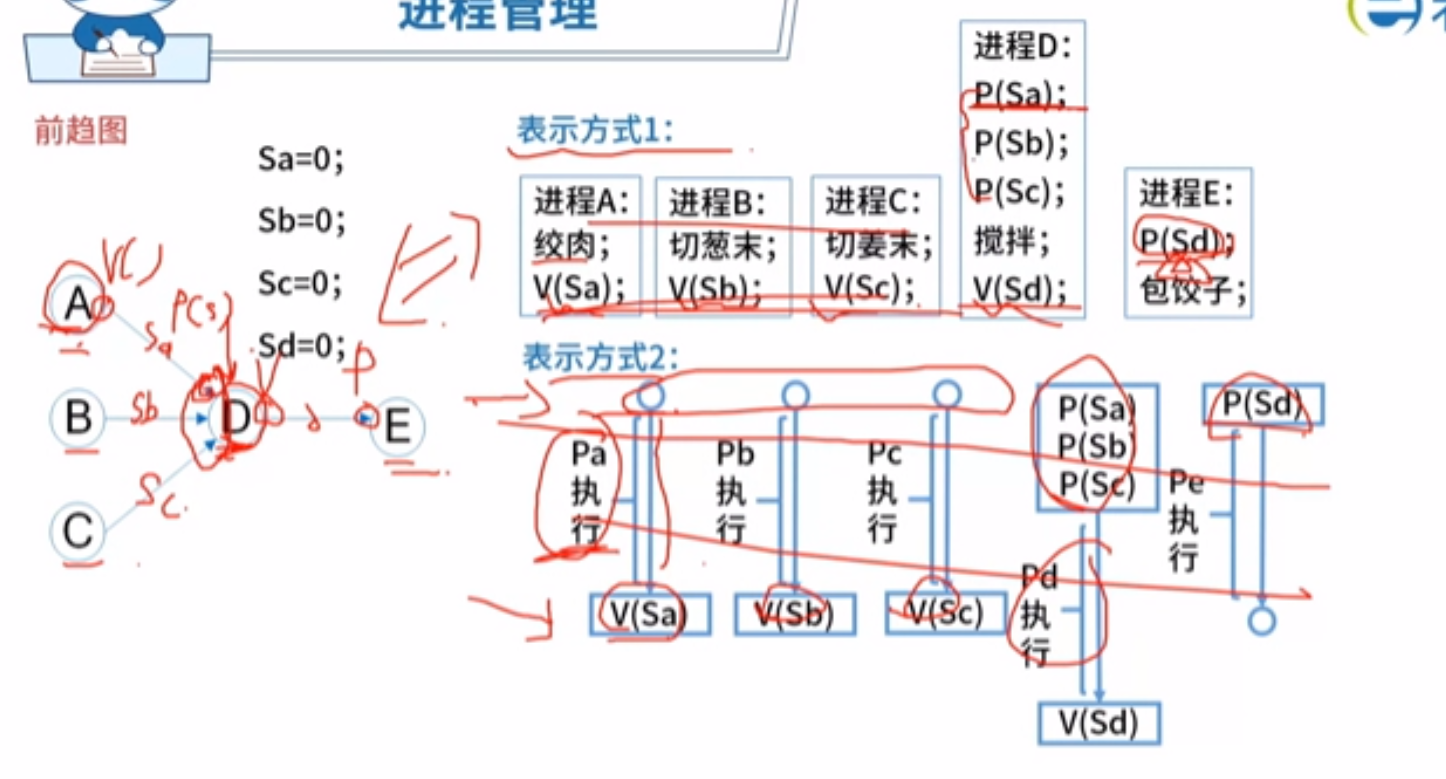 进程管理
前趋图
Sa=0;
Sb=0;
Sc=0;
Sd=0;
A
B
C
D
E
V( )
P(s)
Sa
Sb
Sc
P
表示方式1：
进程A：
绞肉；
V(Sa)；
进程B：
切葱末；
V(Sb)；
进程C：
切姜末；
V(Sc)；
进程D：
P(Sa)；
P(Sb)；
P(Sc)；
搅拌；
V(Sd)；
进程E：
P(Sd)；
包饺子；
表示方式2：
Pa
执
行
V(Sa)
Pb
执
行
V(Sb)
Pc
执
行
V(Sc)
P(Sa)
P(Sb)
P(Sc)
Pd
执
行
V(Sd)
P(Sd)
Pe
执
行